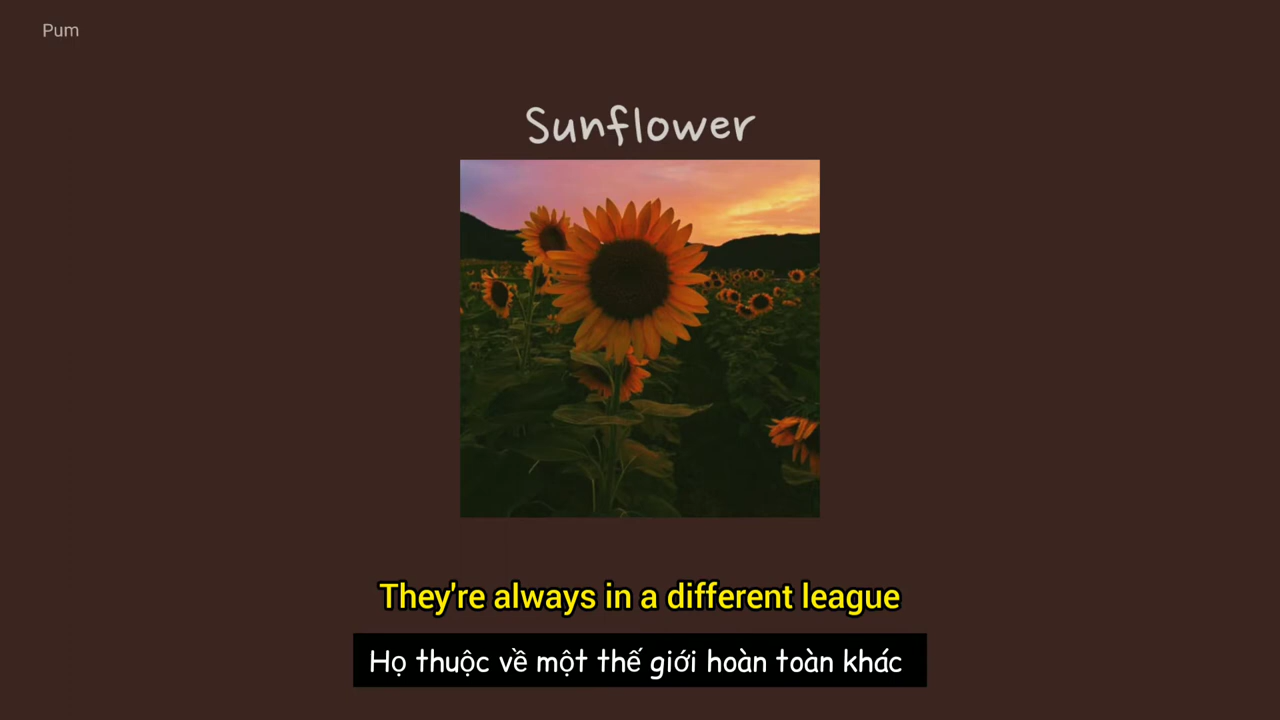 Pum
Sunflower
They're always in a different league
Họ thuộc về một thế giới hoàn toàn khác